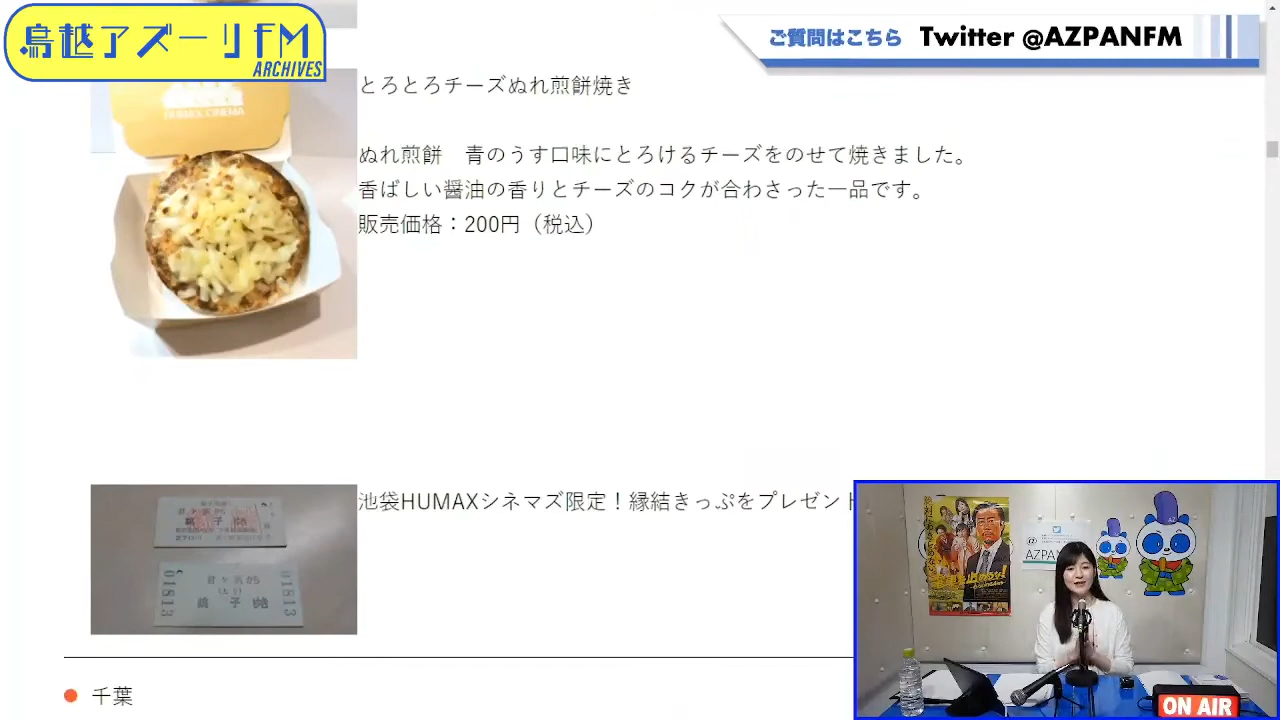 鳥越アズーリFM
ARCHIVES
ご質問はこちら Twitter @AZPANFM
HUMAX CINEMA
とろとろチーズぬれ煎餅焼き
ぬれ煎餅 青のうす口味にとろけるチーズをのせて焼きました。
香ばしい醤油の香りとチーズのコクが合わさった一品です。
販売価格：200円（税込）
池袋HUMAXシネマズ限定！縁結きっぷをプレゼント
01813
01813
千葉
@
AZPA
AZ
ON AIR